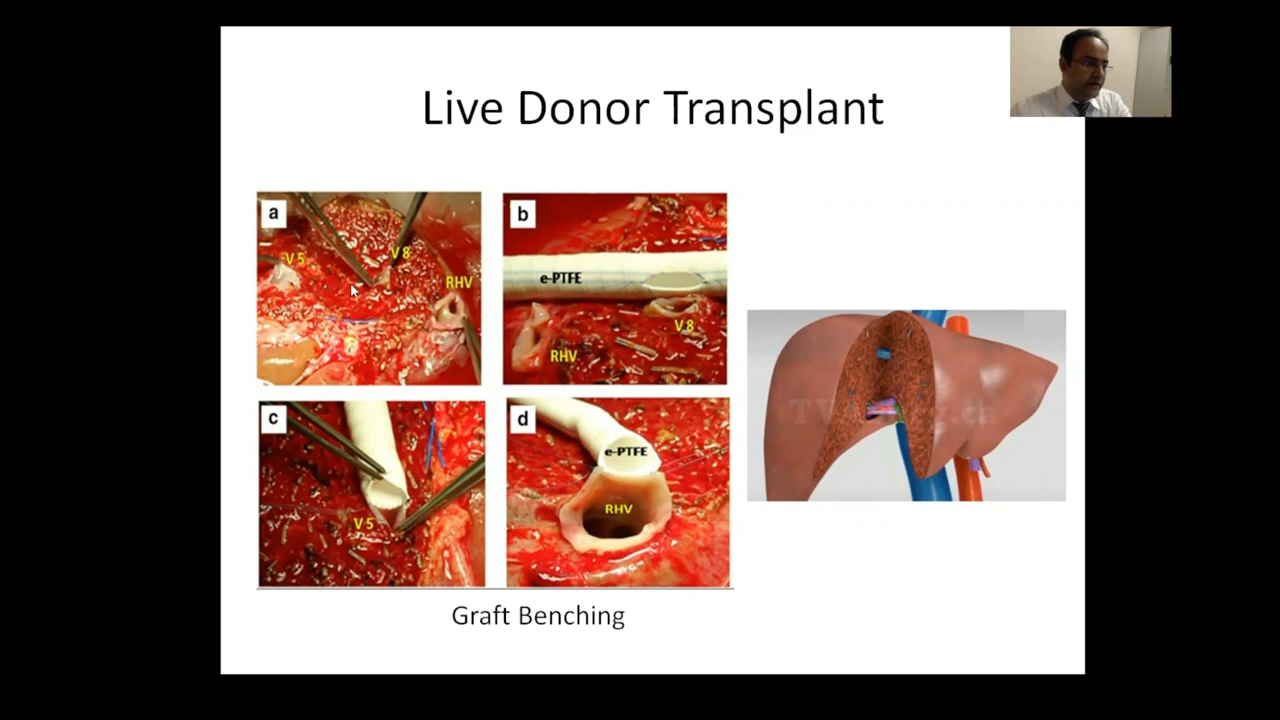 Live Donor Transplant
a
V 5
V 8
RHV
b
e-PTFE
V 8
RHV
c
V 5
d
e-PTFE
RHV
Graft Benching